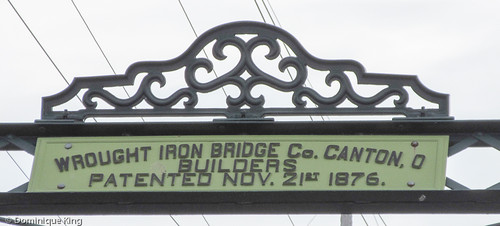 WROUGHT IRON BRIDGE Co. CANTON, O
BUILDERS
PATENTED NOV. 21ST 1876.
© Dominique King